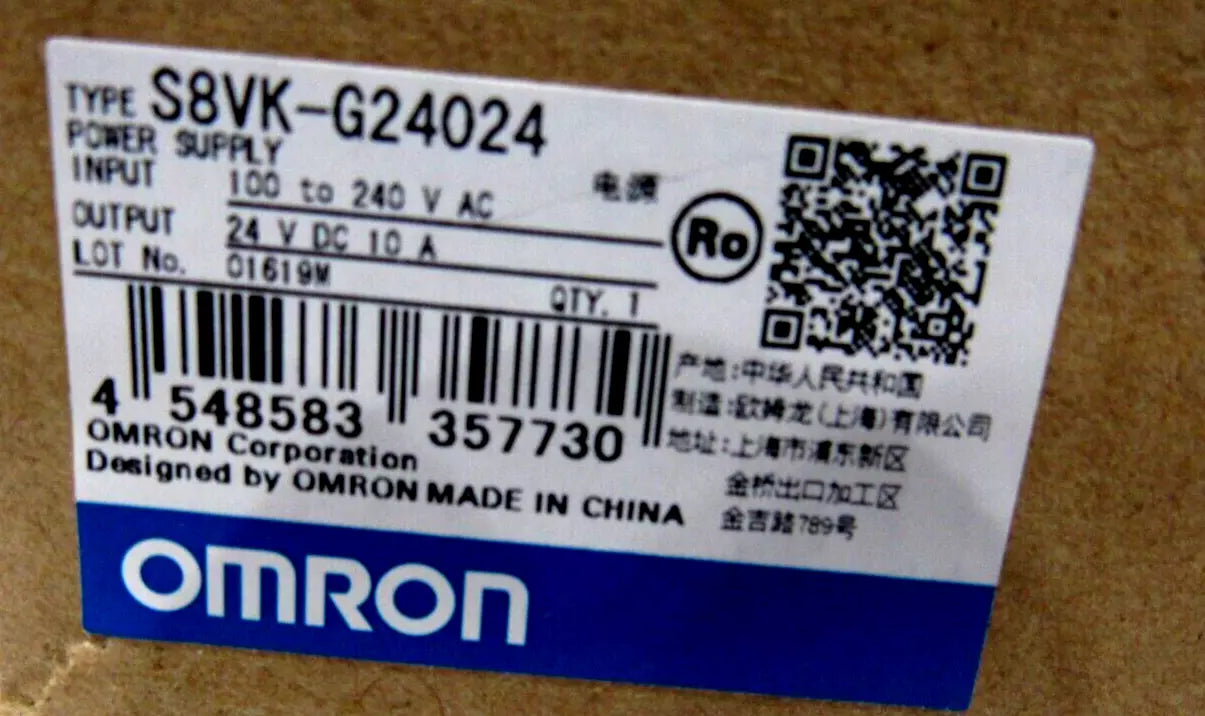 TYPE S8VK-G24024
POWER SUPPLY 电源
INPUT 100 to 240 V AC
OUTPUT 24 V DC 10 A
LOT No. 01619M QTY. 1
Ro
4 548583 357730
OMRON Corporation
Designed by OMRON MADE IN CHINA
产地:中华人民共和国
制造:欧姆龙(上海)有限公司
地址:上海市浦东新区
金桥出口加工区
金吉路789号
OMRON